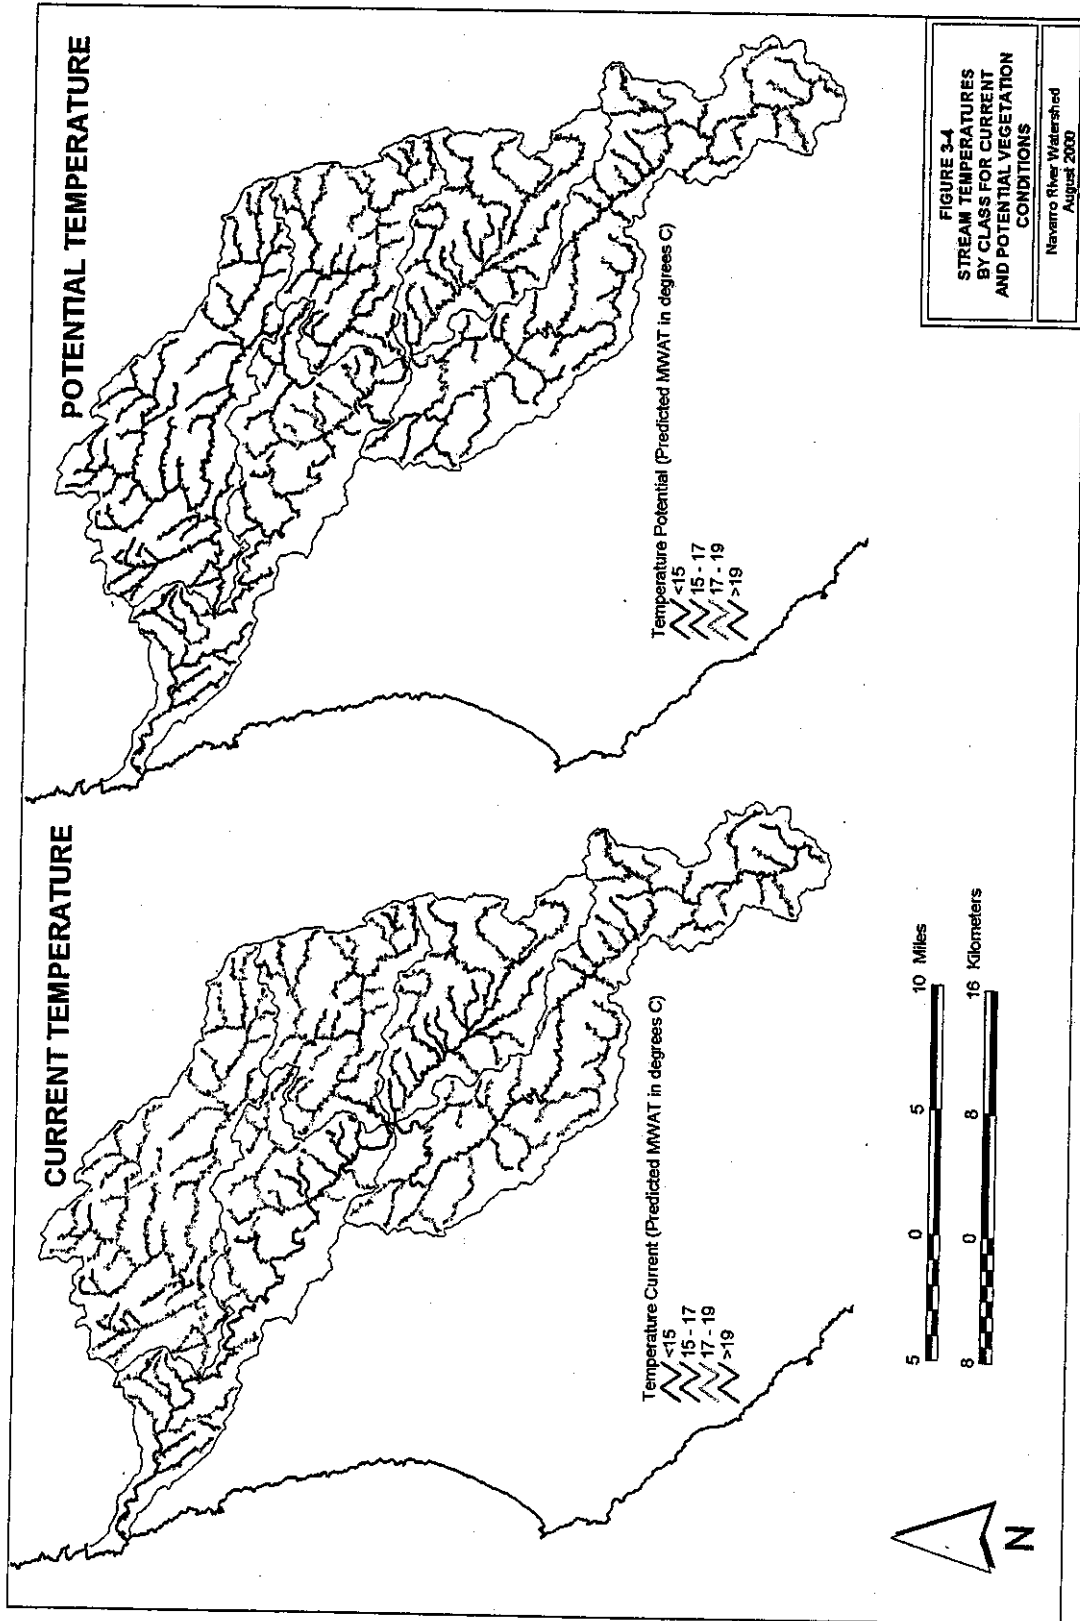 CURRENT TEMPERATURE
POTENTIAL TEMPERATURE
Temperature Current (Predicted MWAT in degrees C)
<15
15 - 17
17 - 19
>19
Temperature Potential (Predicted MWAT in degrees C)
<15
15 - 17
17 - 19
>19
5 0 5 10 Miles
8 0 8 16 Kilometers
N
FIGURE 3-4
STREAM TEMPERATURES
BY CLASS FOR CURRENT
AND POTENTIAL VEGETATION
CONDITIONS
Navarro River Watershed
August 2000